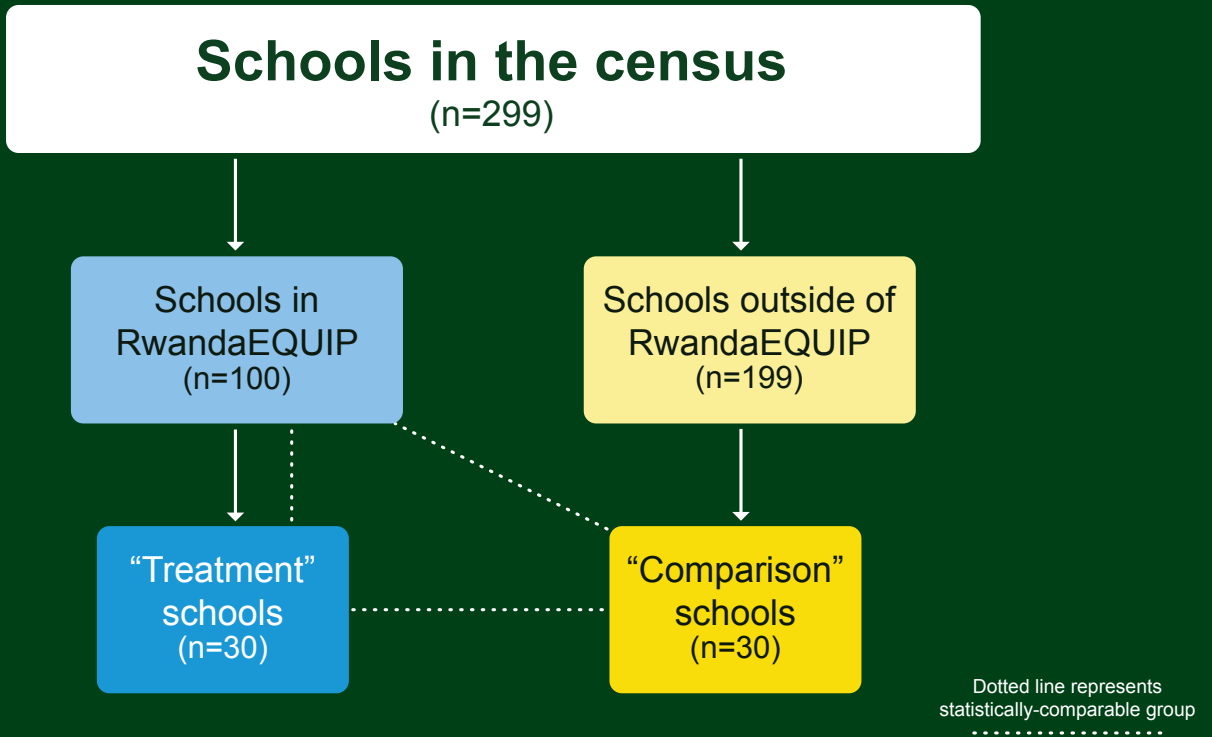 Schools in the census
(n=299)
Schools in
RwandaEQUIP
(n=100)
Schools outside of
RwandaEQUIP
(n=199)
“Treatment”
schools
(n=30)
“Comparison”
schools
(n=30)
Dotted line represents
statistically-comparable group